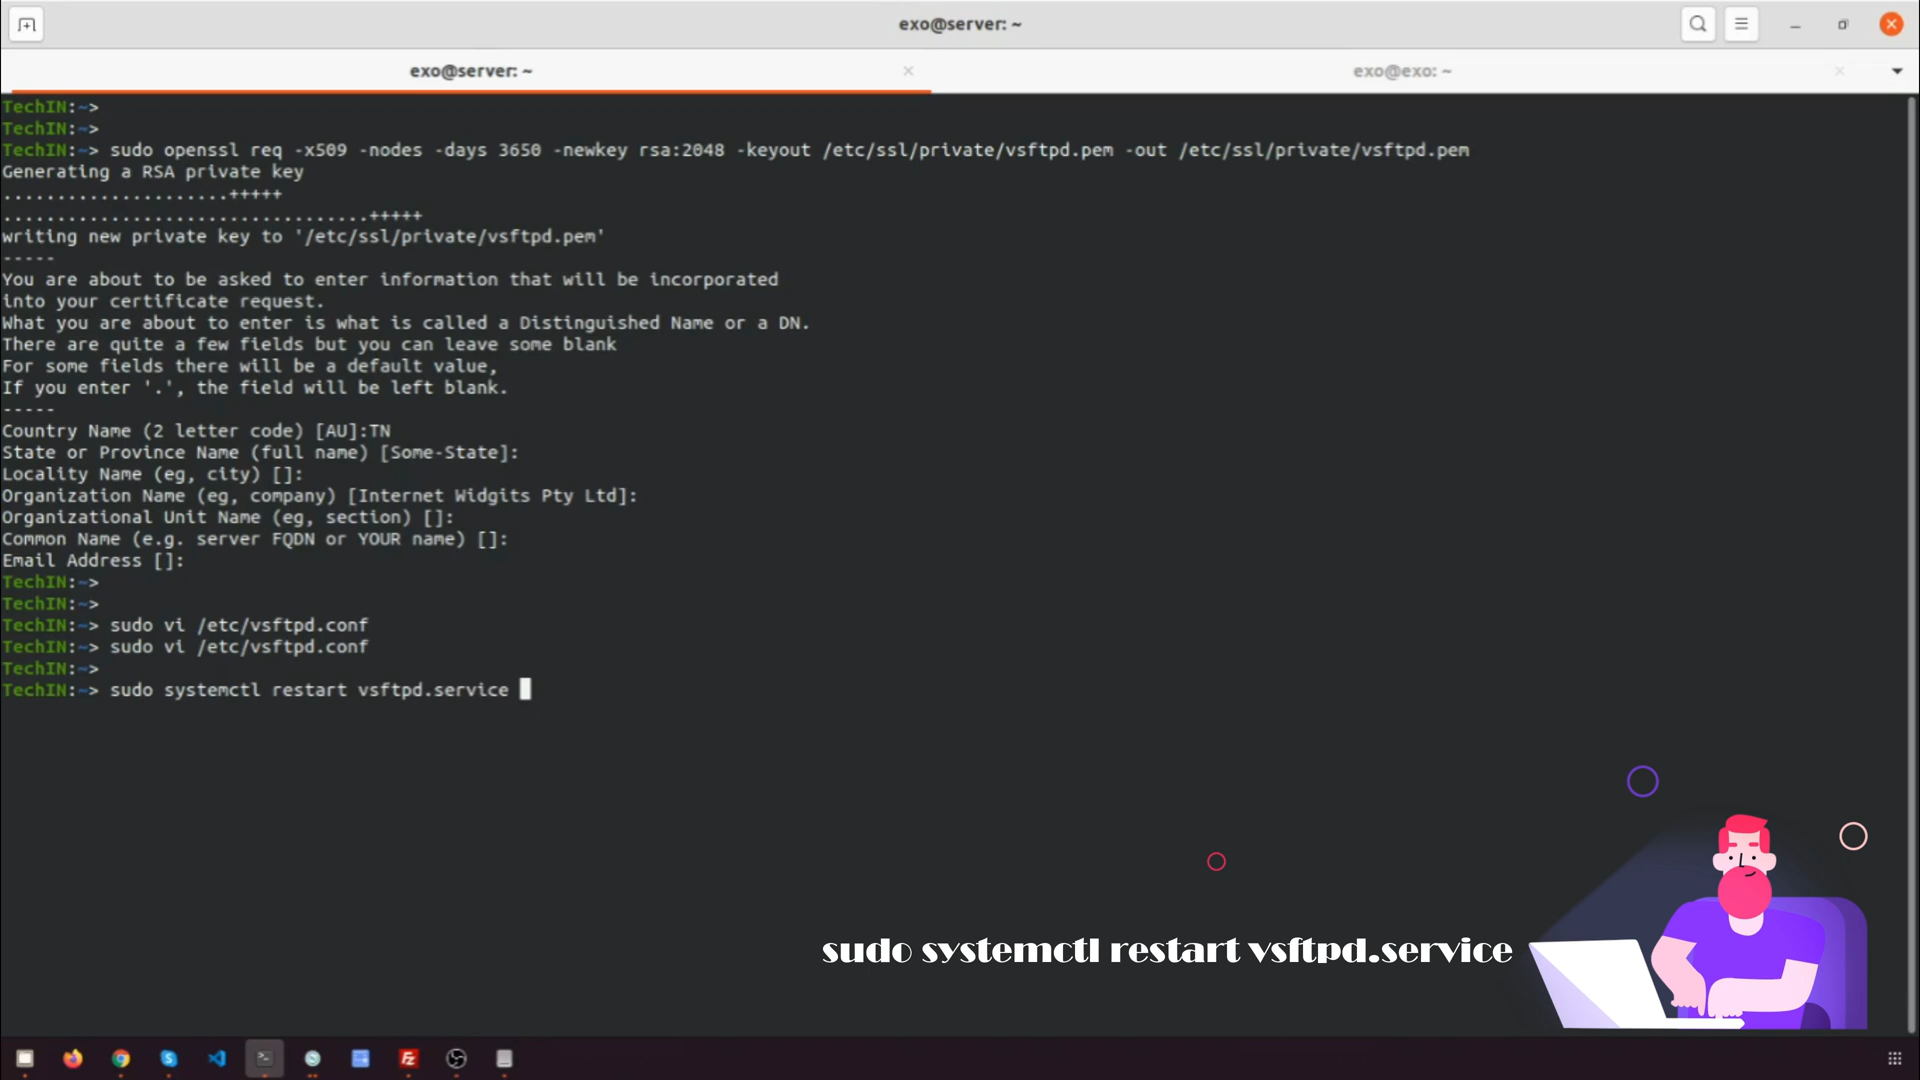 exo@server: ~
exo@server: ~
exo@exo: ~
TechIN:~>
TechIN:~>
TechIN:~> sudo openssl req -x509 -nodes -days 3650 -newkey rsa:2048 -keyout /etc/ssl/private/vsftpd.pem -out /etc/ssl/private/vsftpd.pem
Generating a RSA private key
.....................+++++
..................................+++++
writing new private key to '/etc/ssl/private/vsftpd.pem'
-----
You are about to be asked to enter information that will be incorporated
into your certificate request.
What you are about to enter is what is called a Distinguished Name or a DN.
There are quite a few fields but you can leave some blank
For some fields there will be a default value,
If you enter '.', the field will be left blank.
-----
Country Name (2 letter code) [AU]:TN
State or Province Name (full name) [Some-State]:
Locality Name (eg, city) []:
Organization Name (eg, company) [Internet Widgits Pty Ltd]:
Organizational Unit Name (eg, section) []:
Common Name (e.g. server FQDN or YOUR name) []:
Email Address []:
TechIN:~>
TechIN:~>
TechIN:~> sudo vi /etc/vsftpd.conf
TechIN:~> sudo vi /etc/vsftpd.conf
TechIN:~>
TechIN:~> sudo systemctl restart vsftpd.service
sudo systemctl restart vsftpd.service